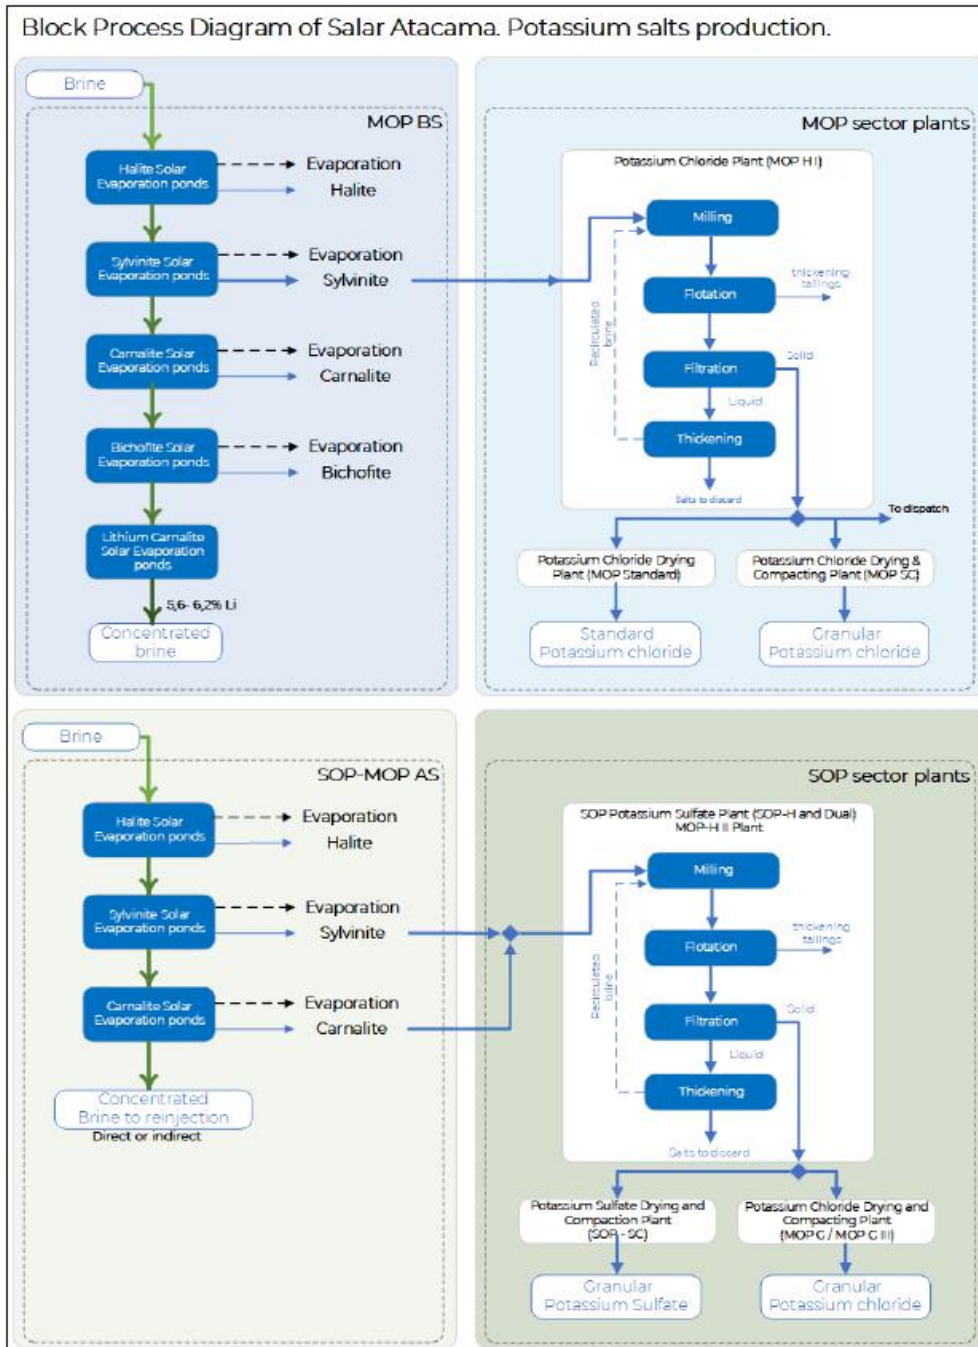 Block Process Diagram of Salar Atacama. Potassium salts production.
Brine
MOP BS
Halite Solar
Evaporation ponds
Evaporation
Halite
Sylvinite Solar
Evaporation ponds
Evaporation
Sylvinite
Carnalite Solar
Evaporation ponds
Evaporation
Carnalite
Bichofite Solar
Evaporation ponds
Evaporation
Bichofite
Lithium Carnalite
Solar Evaporation
ponds
5,6- 6,2% Li
Concentrated
brine
MOP sector plants
Potassium Chloride Plant (MOP H I)
Milling
Flotation
thickening
tailings
Recirculated
brine
Filtration
Solid
Liquid
Thickening
Salts to discard
To dispatch
Potassium Chloride Drying
Plant (MOP Standard)
Potassium Chloride Drying &
Compacting Plant (MOP SC)
Standard
Potassium chloride
Granular
Potassium chloride
Brine
SOP-MOP AS
Halite Solar
Evaporation ponds
Evaporation
Halite
Sylvinite Solar
Evaporation ponds
Evaporation
Sylvinite
Carnalite Solar
Evaporation ponds
Evaporation
Carnalite
Concentrated
Brine to reinjection
Direct or indirect
SOP sector plants
SOP Potassium Sulfate Plant (SOP-H and Dual)
MOP-H II Plant
Milling
Flotation
thickening
tailings
Recirculated
brine
Filtration
Solid
Liquid
Thickening
Salts to discard
Potassium Sulfate Drying and
Compaction Plant
(SOP - SC)
Potassium Chloride Drying and
Compacting Plant
(MOP G / MOP G III)
Granular
Potassium Sulfate
Granular
Potassium chloride